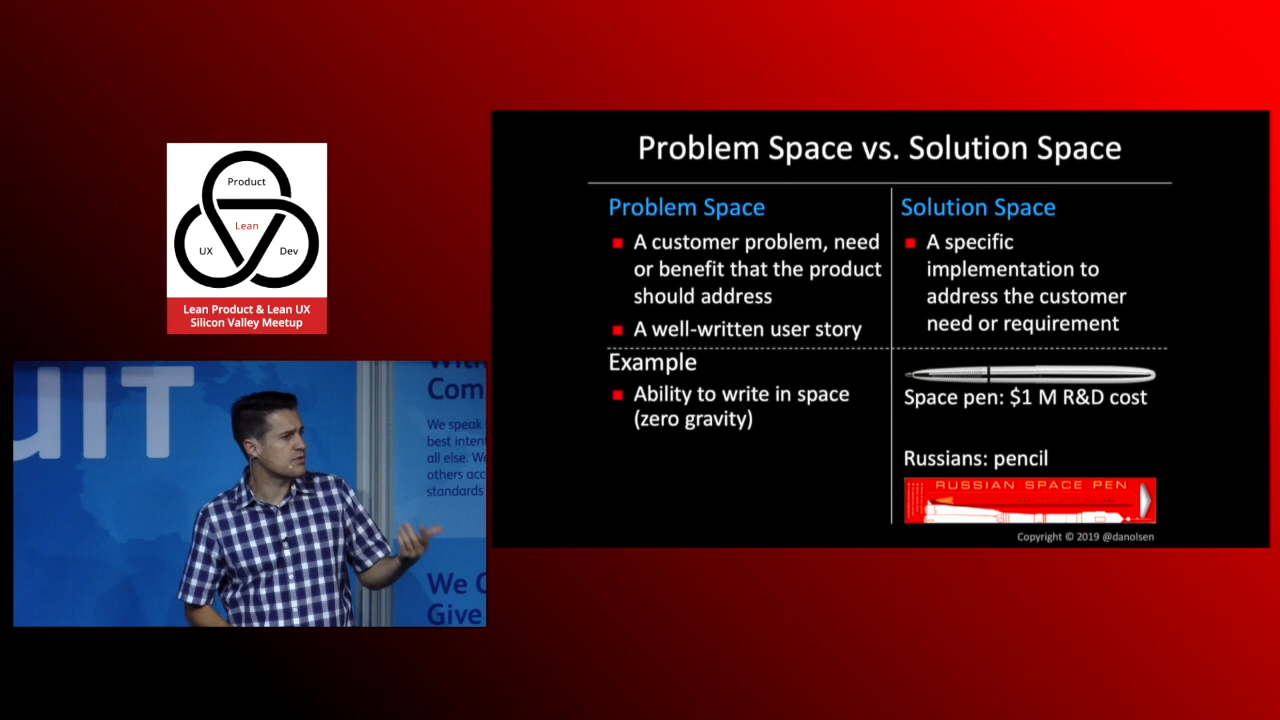 Product
Lean
UX
Dev
Lean Product & Lean UX
Silicon Valley Meetup
UIT
With
Com
We speak
best inten
all else. We
others acc
standards
We
Give
Problem Space vs. Solution Space
Problem Space
A customer problem, need
or benefit that the product
should address
A well-written user story
Example
Ability to write in space
(zero gravity)
Solution Space
A specific
implementation to
address the customer
need or requirement
Space pen: $1 M R&D cost
Russians: pencil
RUSSIAN SPACE PEN
Copyright © 2019 @danolsen